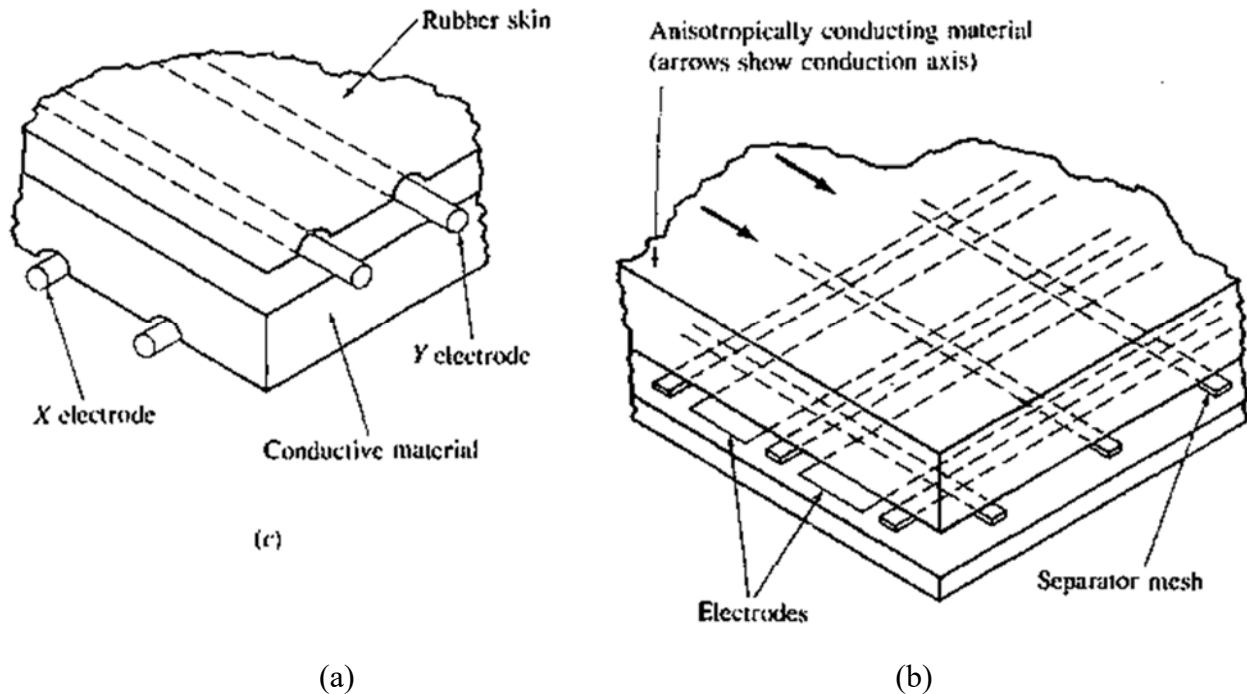 Rubber skin
Y electrode
X electrode
Conductive material
(c)
Anisotropically conducting material
(arrows show conduction axis)
Separator mesh
Electrodes
(a)
(b)